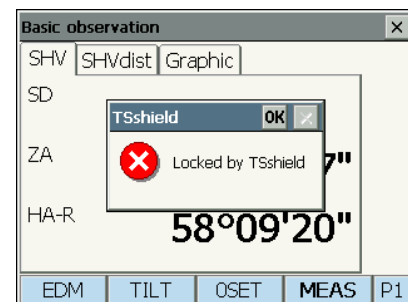 Basic observation
SHV SHVdist Graphic
SD
TSshield OK
ZA
Locked by TSshield
7"
HA-R 58°09'20"
EDM TILT 0SET MEAS P1